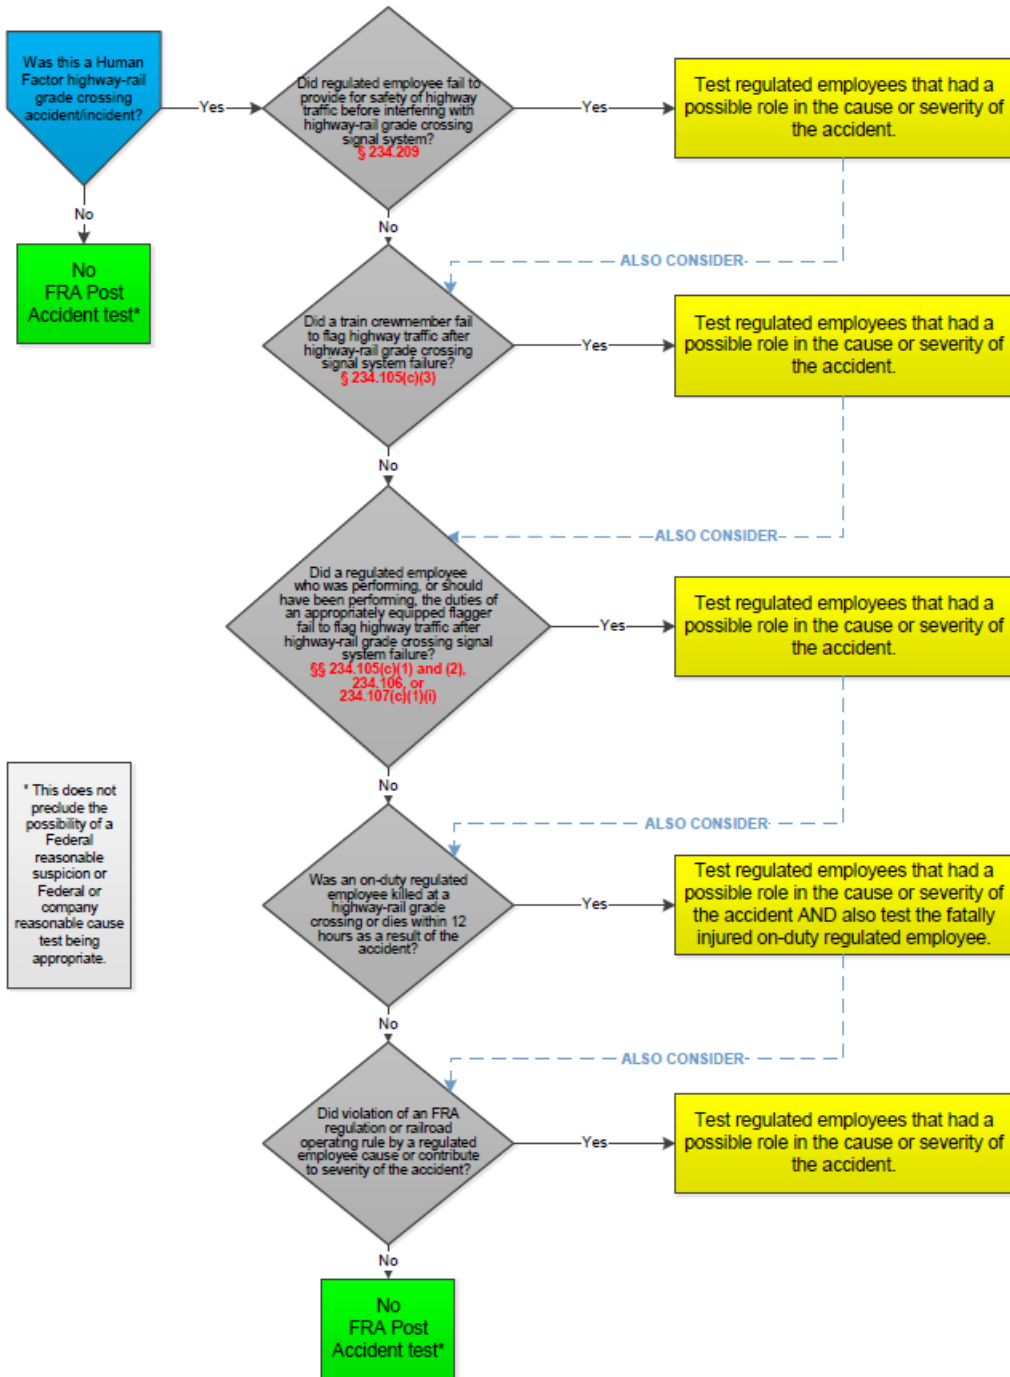 Was this a Human
Factor highway-rail
grade crossing
accident/incident?
Yes
Did regulated employee fail to
provide for safety of highway
traffic before interfering with
highway-rail grade crossing
signal system?
§ 234.209
Yes
Test regulated employees that had a
possible role in the cause or severity of
the accident.
No
No
FRA Post
Accident test*
No
ALSO CONSIDER
Did a train crewmember fail
to flag highway traffic after
highway-rail grade crossing
signal system failure?
§ 234.105(c)(3)
Yes
Test regulated employees that had a
possible role in the cause or severity of
the accident.
No
ALSO CONSIDER
Did a regulated employee
who was performing, or should
have been performing, the duties of
an appropriately equipped flagger
fail to flag highway traffic after
highway-rail grade crossing signal
system failure?
§§ 234.105(c)(1) and (2),
234.106, or
234.107(c)(1)(i)
Yes
Test regulated employees that had a
possible role in the cause or severity of
the accident.
No
ALSO CONSIDER
* This does not
preclude the
possibility of a
Federal
reasonable
suspicion or
Federal or
company
reasonable cause
test being
appropriate.
Was an on-duty regulated
employee killed at a
highway-rail grade
crossing or dies within 12
hours as a result of the
accident?
Yes
Test regulated employees that had a
possible role in the cause or severity of
the accident AND also test the fatally
injured on-duty regulated employee.
No
ALSO CONSIDER
Did violation of an FRA
regulation or railroad
operating rule by a regulated
employee cause or contribute
to severity of the accident?
Yes
Test regulated employees that had a
possible role in the cause or severity of
the accident.
No
No
FRA Post
Accident test*